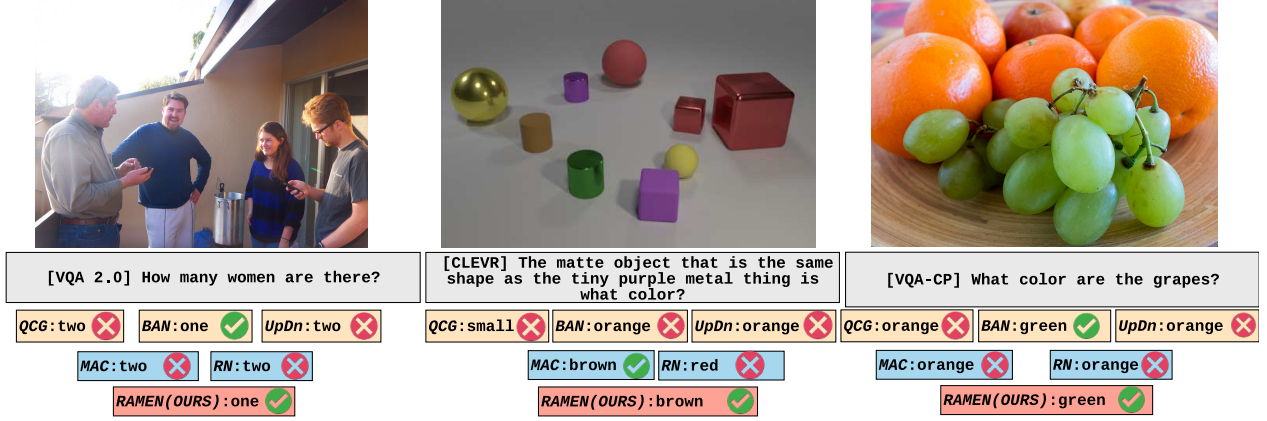 [VQA 2.0] How many women are there?
QCG:two BAN:one UpDn:two
MAC:two RN:two
RAMEN(OURS):one
[CLEVR] The matte object that is the same
shape as the tiny purple metal thing is
what color?
QCG:small BAN:orange UpDn:orange
MAC:brown RN:red
RAMEN(OURS):brown
[VQA-CP] What color are the grapes?
QCG:orange BAN:green UpDn:orange
MAC:orange RN:orange
RAMEN(OURS):green